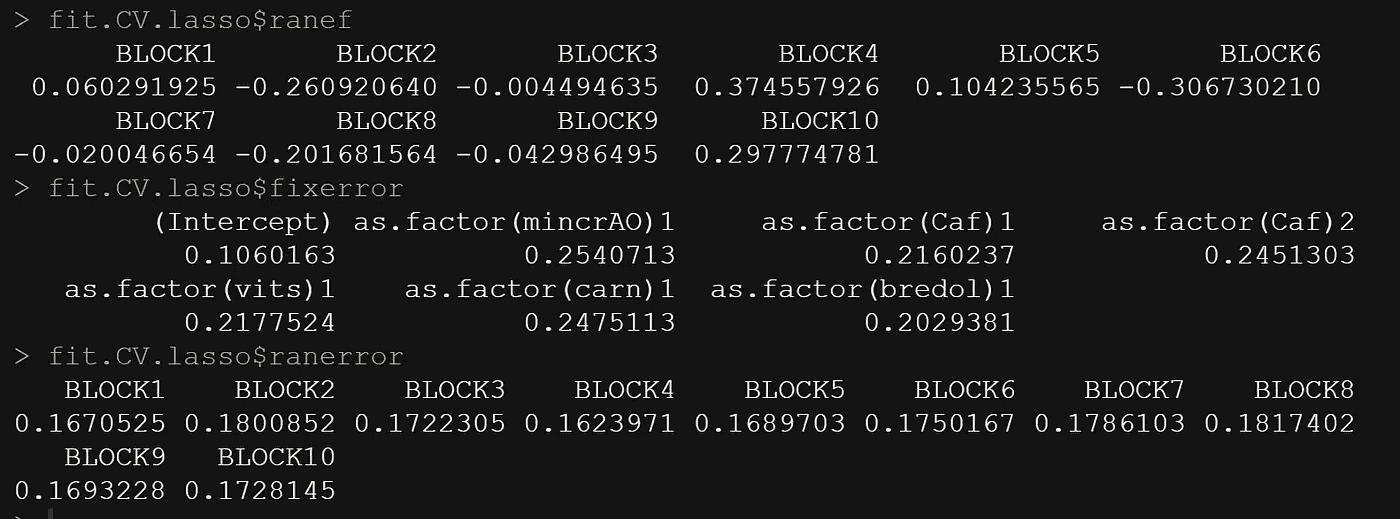 > fit.CV.lasso$ranef
BLOCK1 BLOCK2 BLOCK3 BLOCK4 BLOCK5 BLOCK6
0.060291925 -0.260920640 -0.004494635 0.374557926 0.104235565 -0.306730210
BLOCK7 BLOCK8 BLOCK9 BLOCK10
-0.020046654 -0.201681564 -0.042986495 0.297774781
> fit.CV.lasso$fixerror
(Intercept) as.factor(mincrAO)1 as.factor(Caf)1 as.factor(Caf)2
0.1060163 0.2540713 0.2160237 0.2451303
as.factor(vits)1 as.factor(carn)1 as.factor(bredol)1
0.2177524 0.2475113 0.2029381
> fit.CV.lasso$ranerror
BLOCK1 BLOCK2 BLOCK3 BLOCK4 BLOCK5 BLOCK6 BLOCK7 BLOCK8
0.1670525 0.1800852 0.1722305 0.1623971 0.1689703 0.1750167 0.1786103 0.1817402
BLOCK9 BLOCK10
0.1693228 0.1728145
>